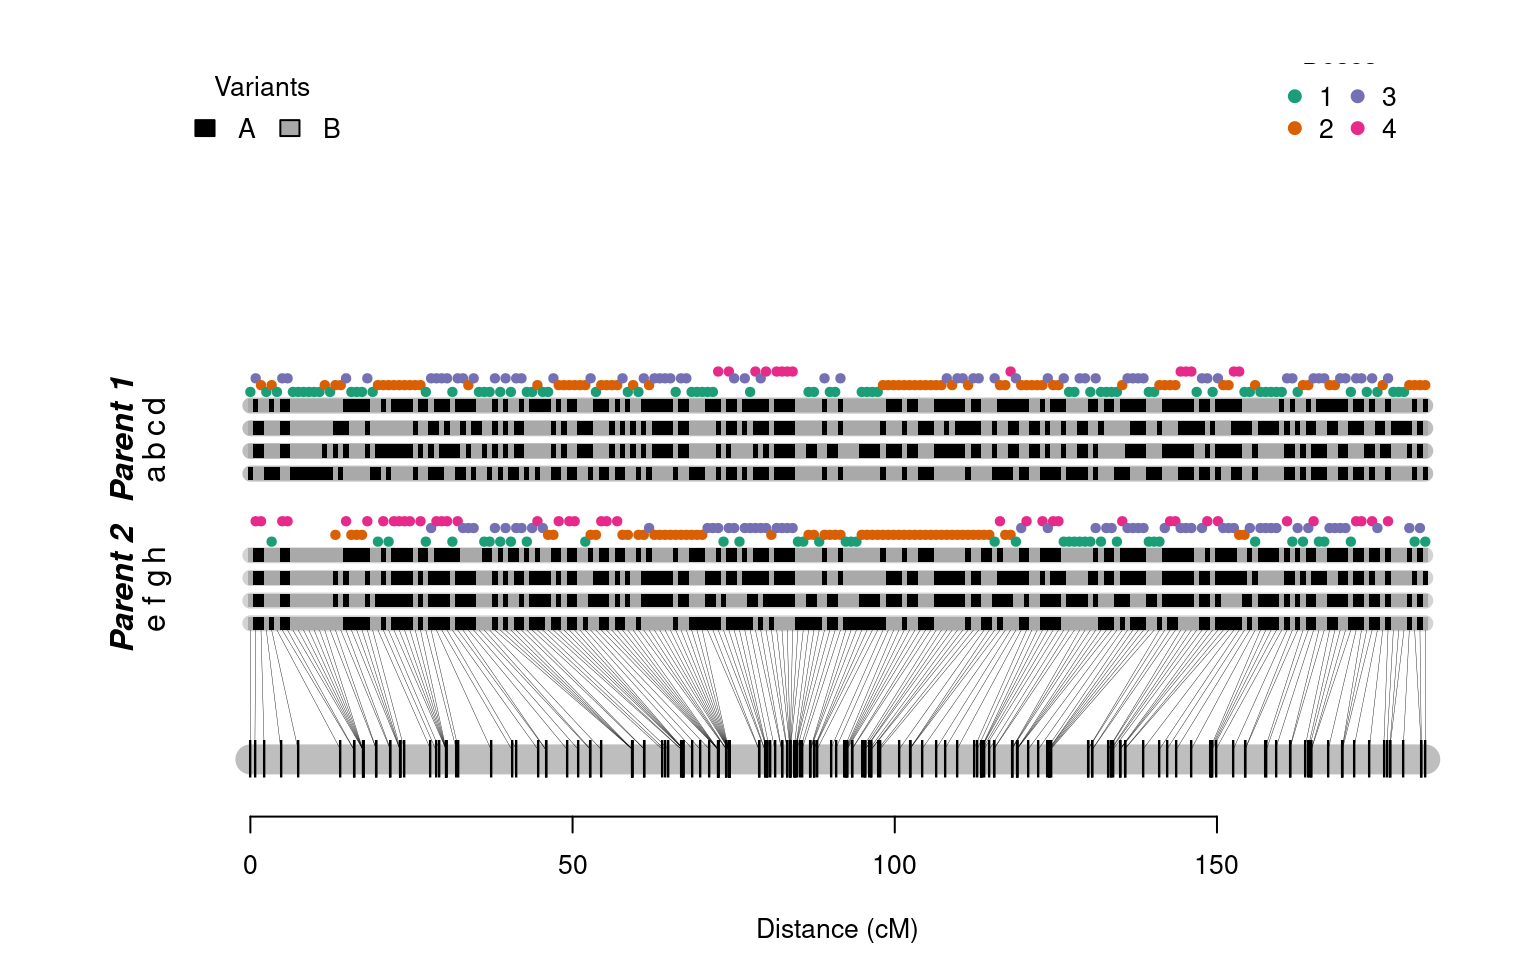 Variants
A B
1 3
2 4
Parent 1
a b c d
Parent 2
e f g h
0 50 100 150
Distance (cM)